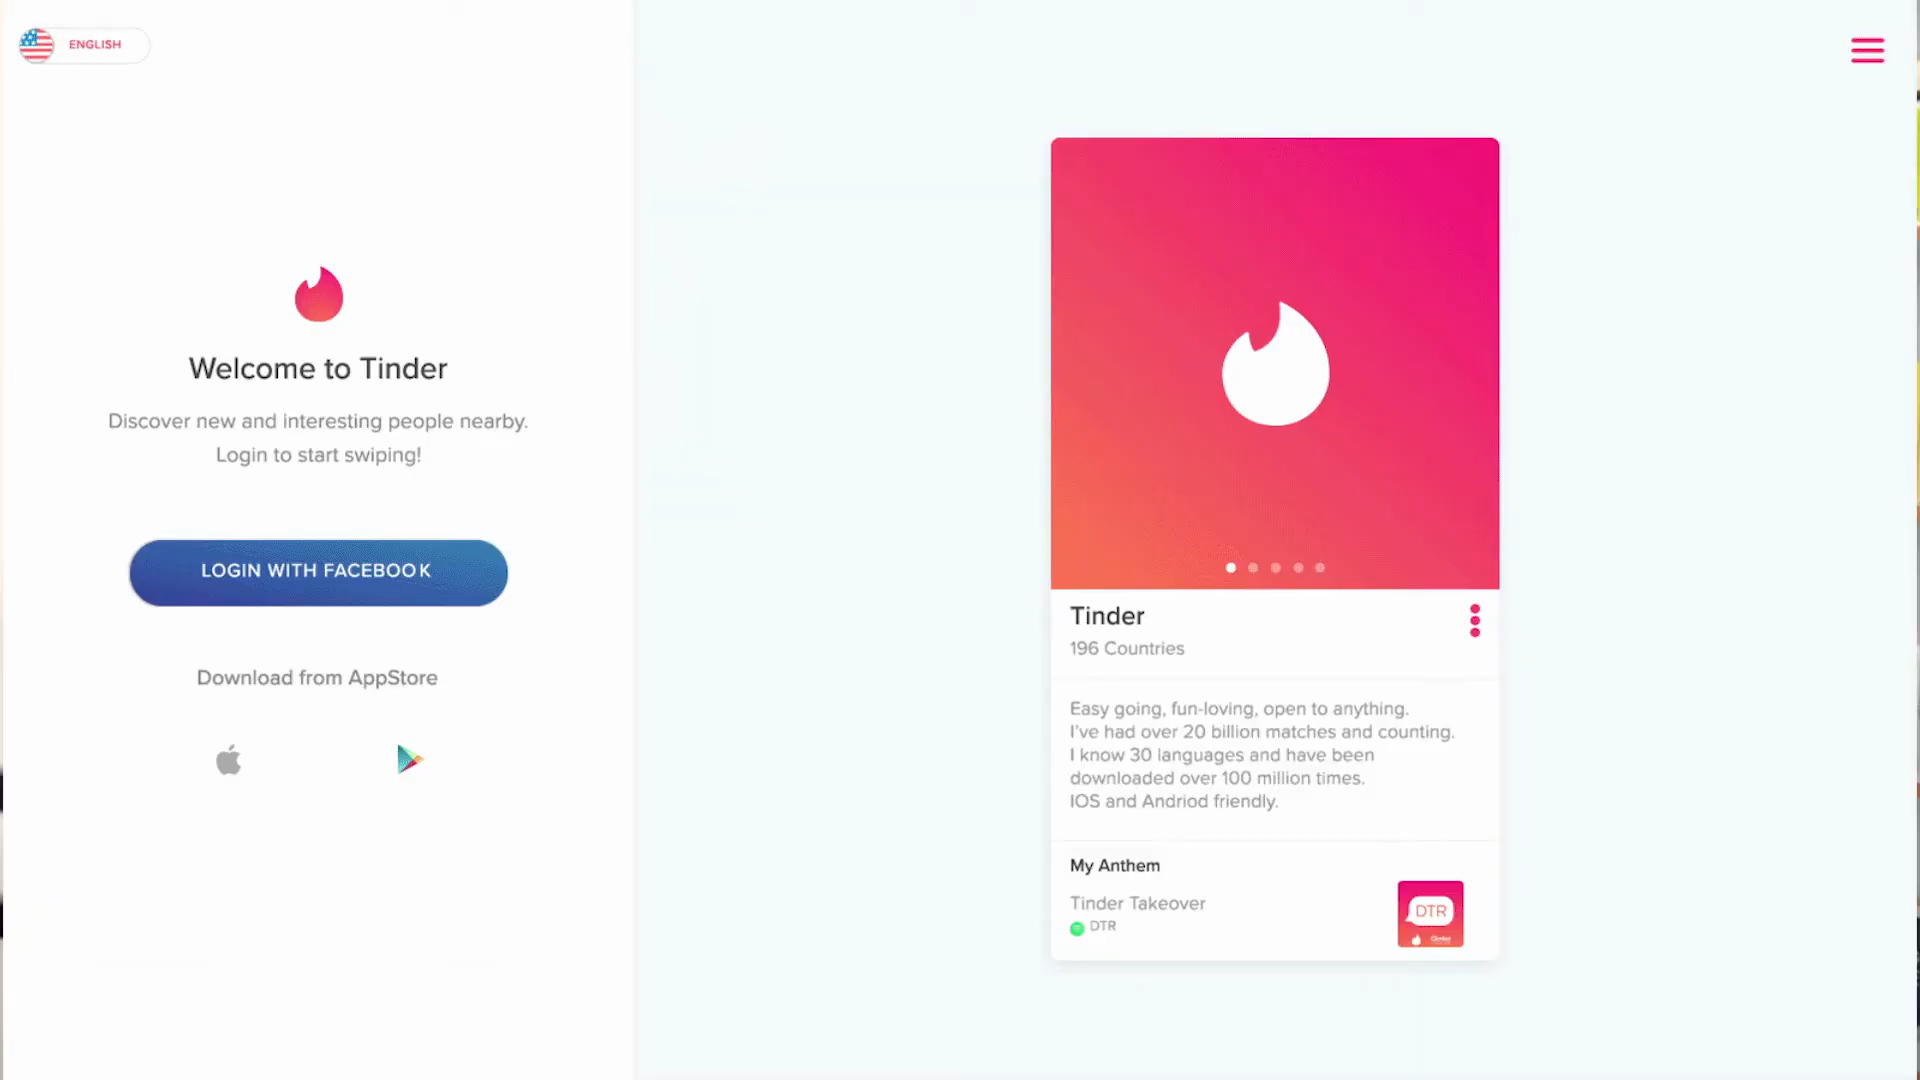 ENGLISH
Welcome to Tinder
Discover new and interesting people nearby.
Login to start swiping!
LOGIN WITH FACEBOOK
Download from AppStore
Tinder
196 Countries
Easy going, fun-loving, open to anything.
I've had over 20 billion matches and counting.
I know 30 languages and have been
downloaded over 100 million times.
IOS and Andriod friendly.
My Anthem
Tinder Takeover
DTR
DTR